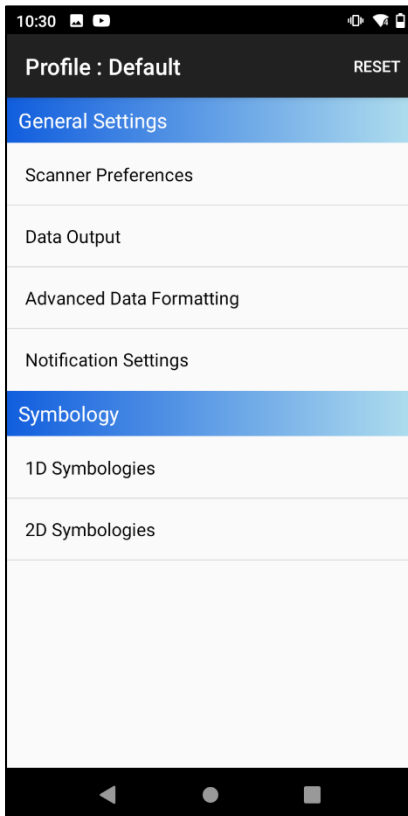 10:30
Profile : Default RESET
General Settings
Scanner Preferences
Data Output
Advanced Data Formatting
Notification Settings
Symbology
1D Symbologies
2D Symbologies